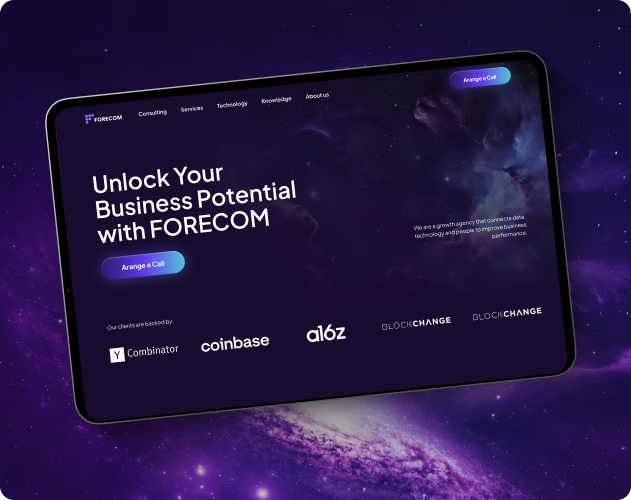 FORECOM
Consulting
Services
Technology
Knowledge
About us
Arange a Call
Unlock Your
Business Potential
with FORECOM
Arange a Call
We are a growth agency that connects data,
technology and people to improve business
performance.
Our clients are backed by:
Y Combinator
coinbase
a16z
BLOCKCHANGE
BLOCKCHANGE